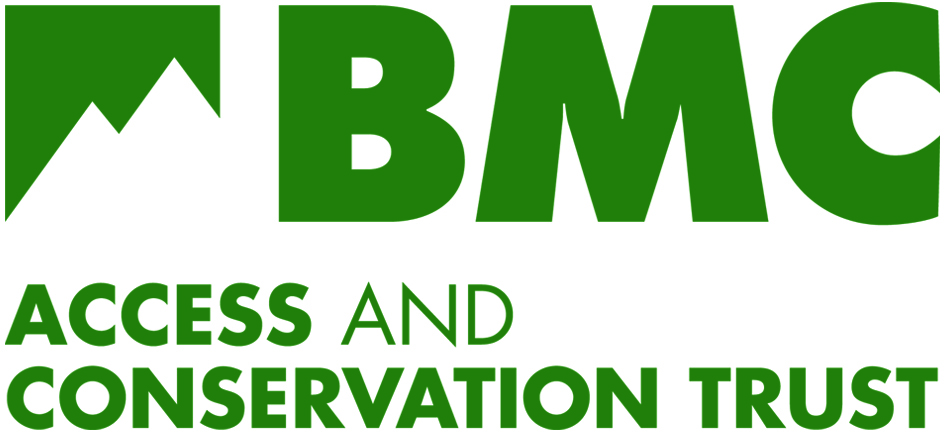 BMC
ACCESS AND
CONSERVATION TRUST